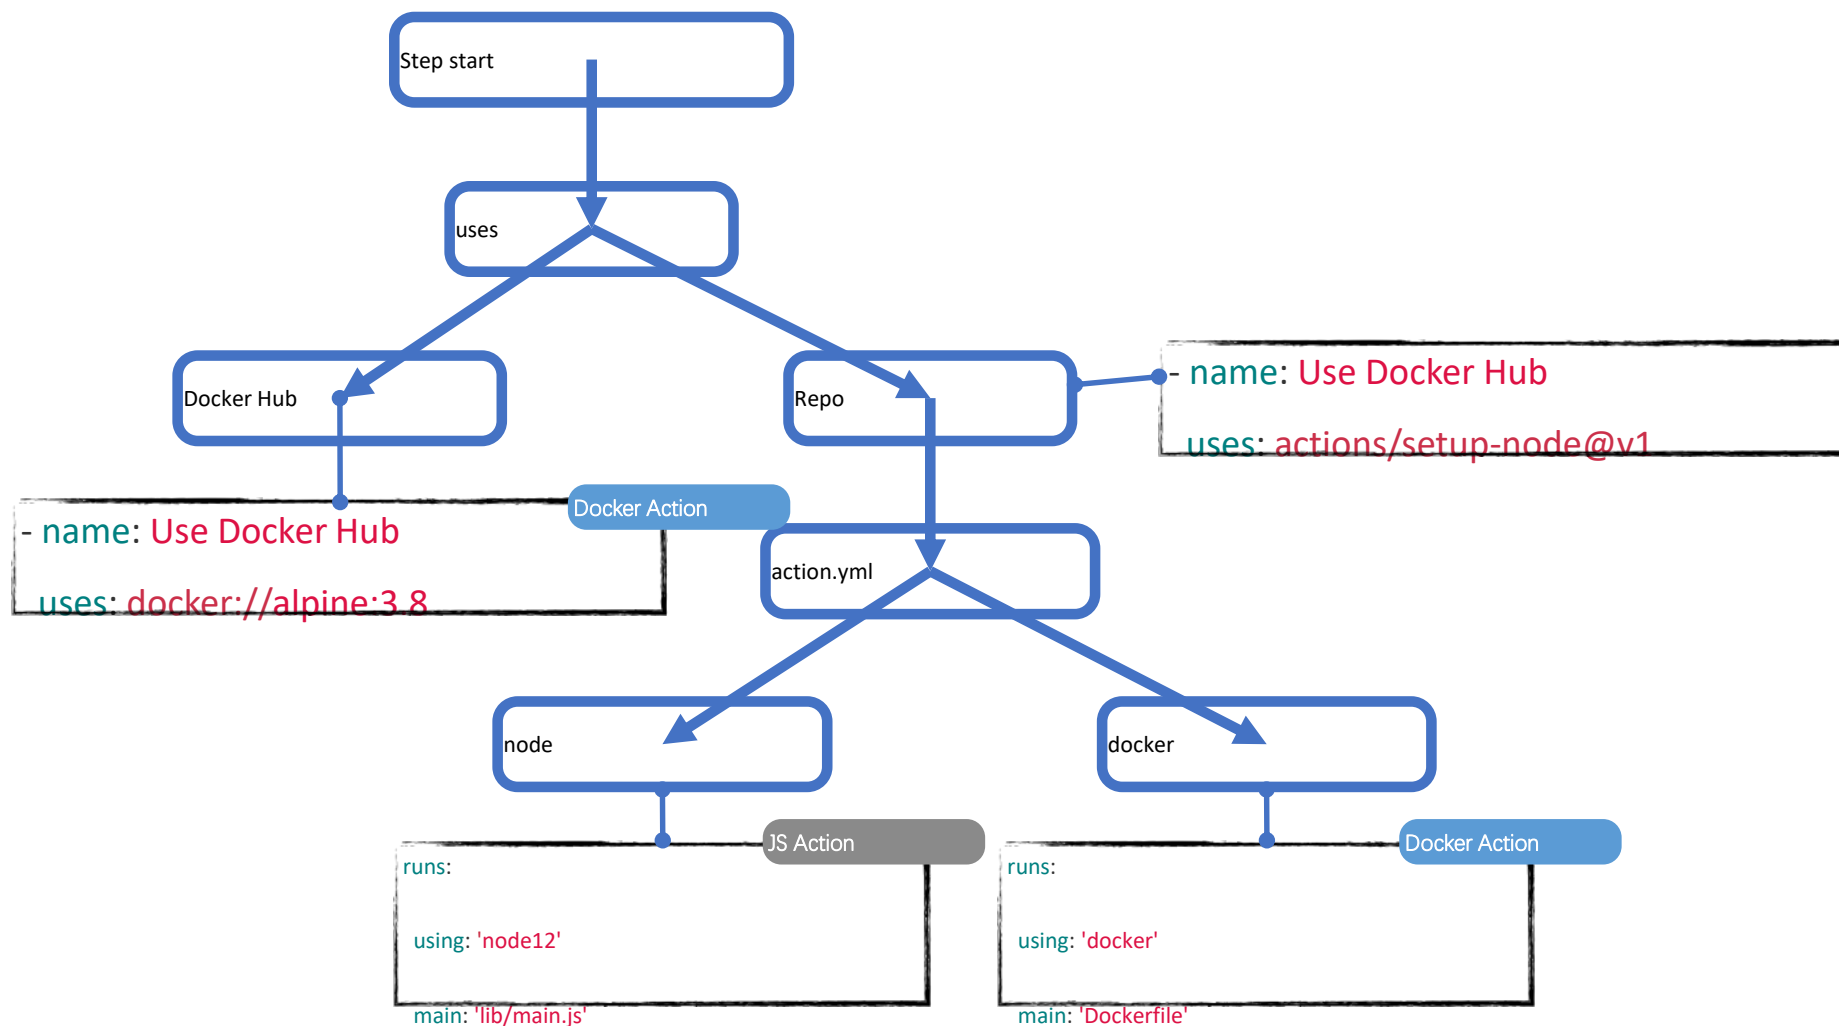 Step start
uses
Docker Hub
Repo
- name: Use Docker Hub
uses: actions/setup-node@v1
Docker Action
- name: Use Docker Hub
uses: docker://alpine:3.8
action.yml
node
docker
JS Action
runs:
using: 'node12'
main: 'lib/main.js'
Docker Action
runs:
using: 'docker'
main: 'Dockerfile'